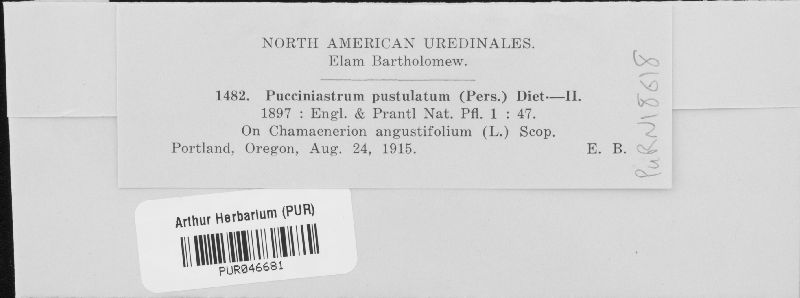 NORTH AMERICAN UREDINALES.
Elam Bartholomew.
1482. Pucciniastrum pustulatum (Pers.) Diet·—II.
1897 : Engl. & Prantl Nat. Pfl. 1 : 47.
On Chamaenerion angustifolium (L.) Scop.
Portland, Oregon, Aug. 24, 1915. E. B.
PURN18618
Arthur Herbarium (PUR)
PUR046681